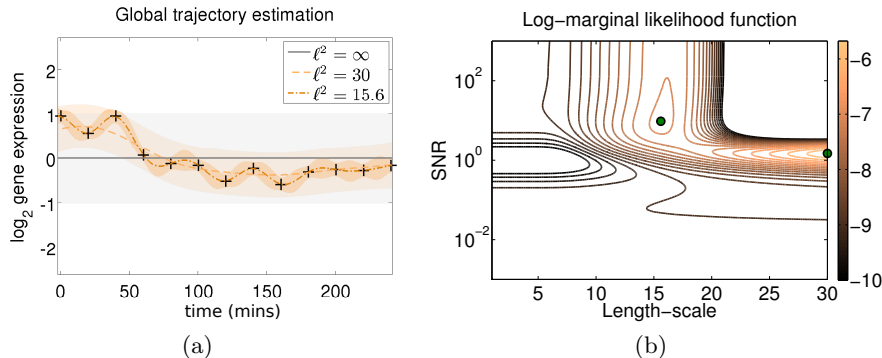 Global trajectory estimation
ℓ² = ∞
ℓ² = 30
ℓ² = 15.6
2
1
0
-1
-2
log₂ gene expression
0
50
100
150
200
time (mins)
(a)
Log−marginal likelihood function
10²
10⁰
10⁻²
SNR
5
10
15
20
25
30
Length−scale
−6
−7
−8
−9
−10
(b)